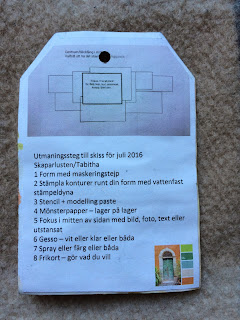 Utmaningssteg till skiss för juli 2016
Skaparlusten/Tabitha
1 Form med maskeringstejp
2 Stämpla konturer runt din form med vattenfast
stämpeldyna
3 Stencil + modelling paste
4 Mönsterpapper – lager på lager
5 Fokus i mitten av sidan med bild, foto, text eller
utstansat
6 Gesso – vit eller klar eller båda
7 Spray eller färg eller båda
8 Frikort – gör vad du vill